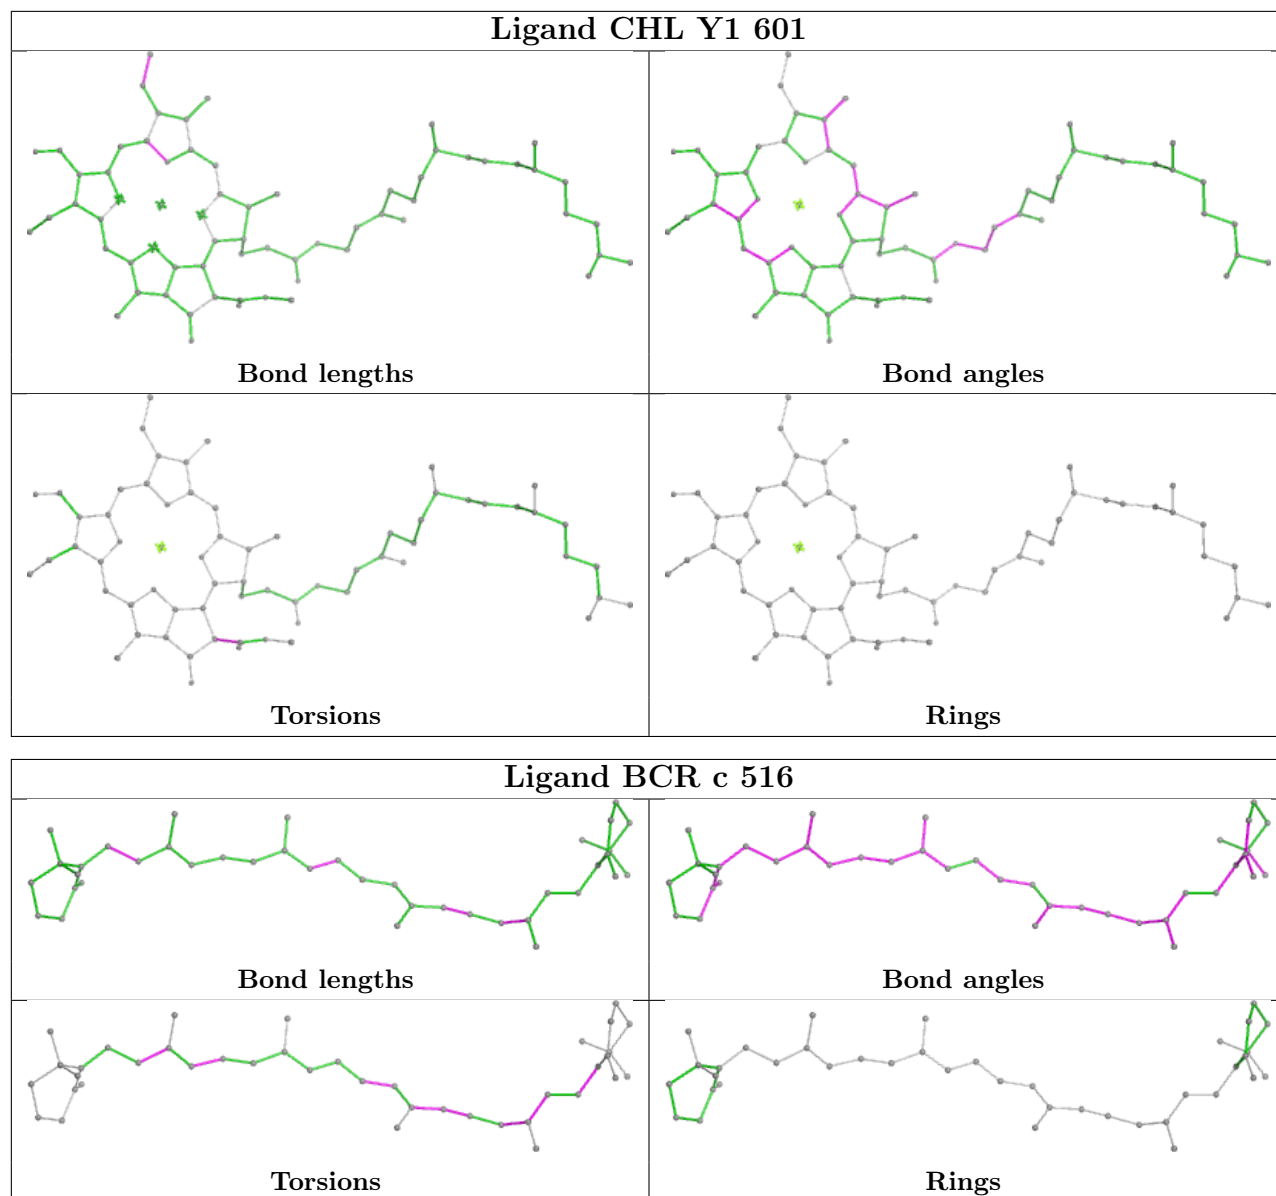 Ligand CHL Y1 601
Bond lengths
Bond angles
Torsions
Rings
Ligand BCR c 516
Bond lengths
Bond angles
Torsions
Rings